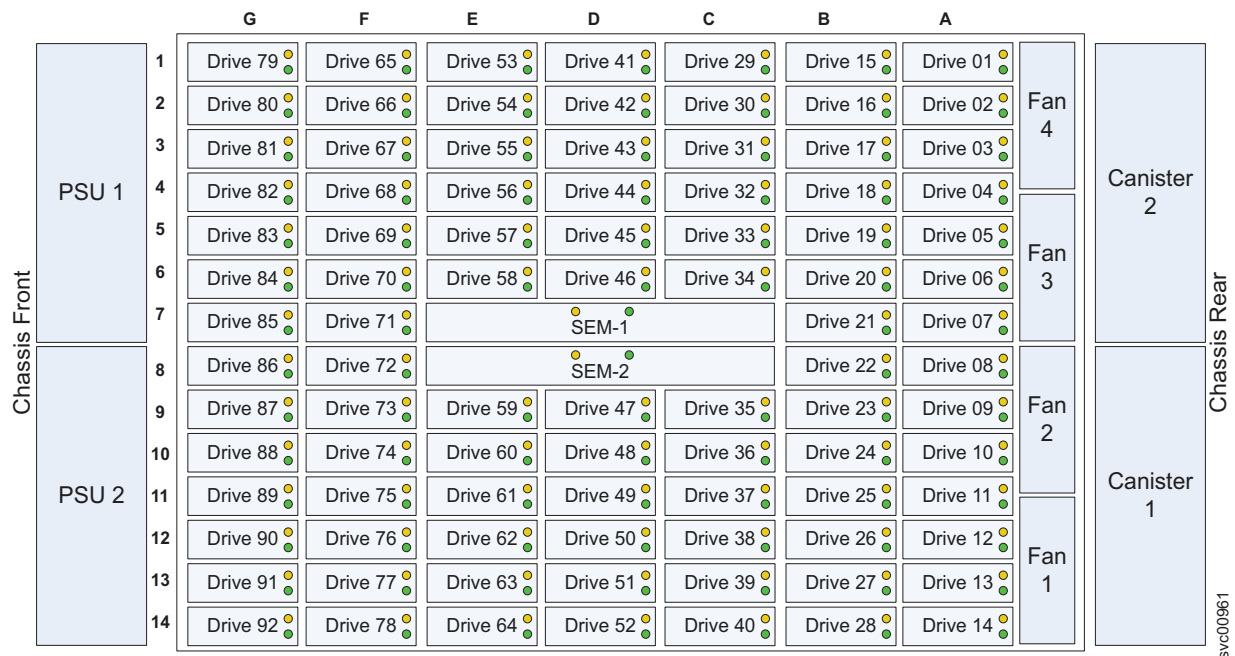 G F E D C B A
1 Drive 79 Drive 65 Drive 53 Drive 41 Drive 29 Drive 15 Drive 01
2 Drive 80 Drive 66 Drive 54 Drive 42 Drive 30 Drive 16 Drive 02
3 Drive 81 Drive 67 Drive 55 Drive 43 Drive 31 Drive 17 Drive 03
4 Drive 82 Drive 68 Drive 56 Drive 44 Drive 32 Drive 18 Drive 04
5 Drive 83 Drive 69 Drive 57 Drive 45 Drive 33 Drive 19 Drive 05
6 Drive 84 Drive 70 Drive 58 Drive 46 Drive 34 Drive 20 Drive 06
7 Drive 85 Drive 71 SEM-1 Drive 21 Drive 07
8 Drive 86 Drive 72 SEM-2 Drive 22 Drive 08
9 Drive 87 Drive 73 Drive 59 Drive 47 Drive 35 Drive 23 Drive 09
10 Drive 88 Drive 74 Drive 60 Drive 48 Drive 36 Drive 24 Drive 10
11 Drive 89 Drive 75 Drive 61 Drive 49 Drive 37 Drive 25 Drive 11
12 Drive 90 Drive 76 Drive 62 Drive 50 Drive 38 Drive 26 Drive 12
13 Drive 91 Drive 77 Drive 63 Drive 51 Drive 39 Drive 27 Drive 13
14 Drive 92 Drive 78 Drive 64 Drive 52 Drive 40 Drive 28 Drive 14
Chassis Front
PSU 1
PSU 2
Fan
4
Fan
3
Fan
2
Fan
1
Canister
2
Canister
1
Chassis Rear
svc00961